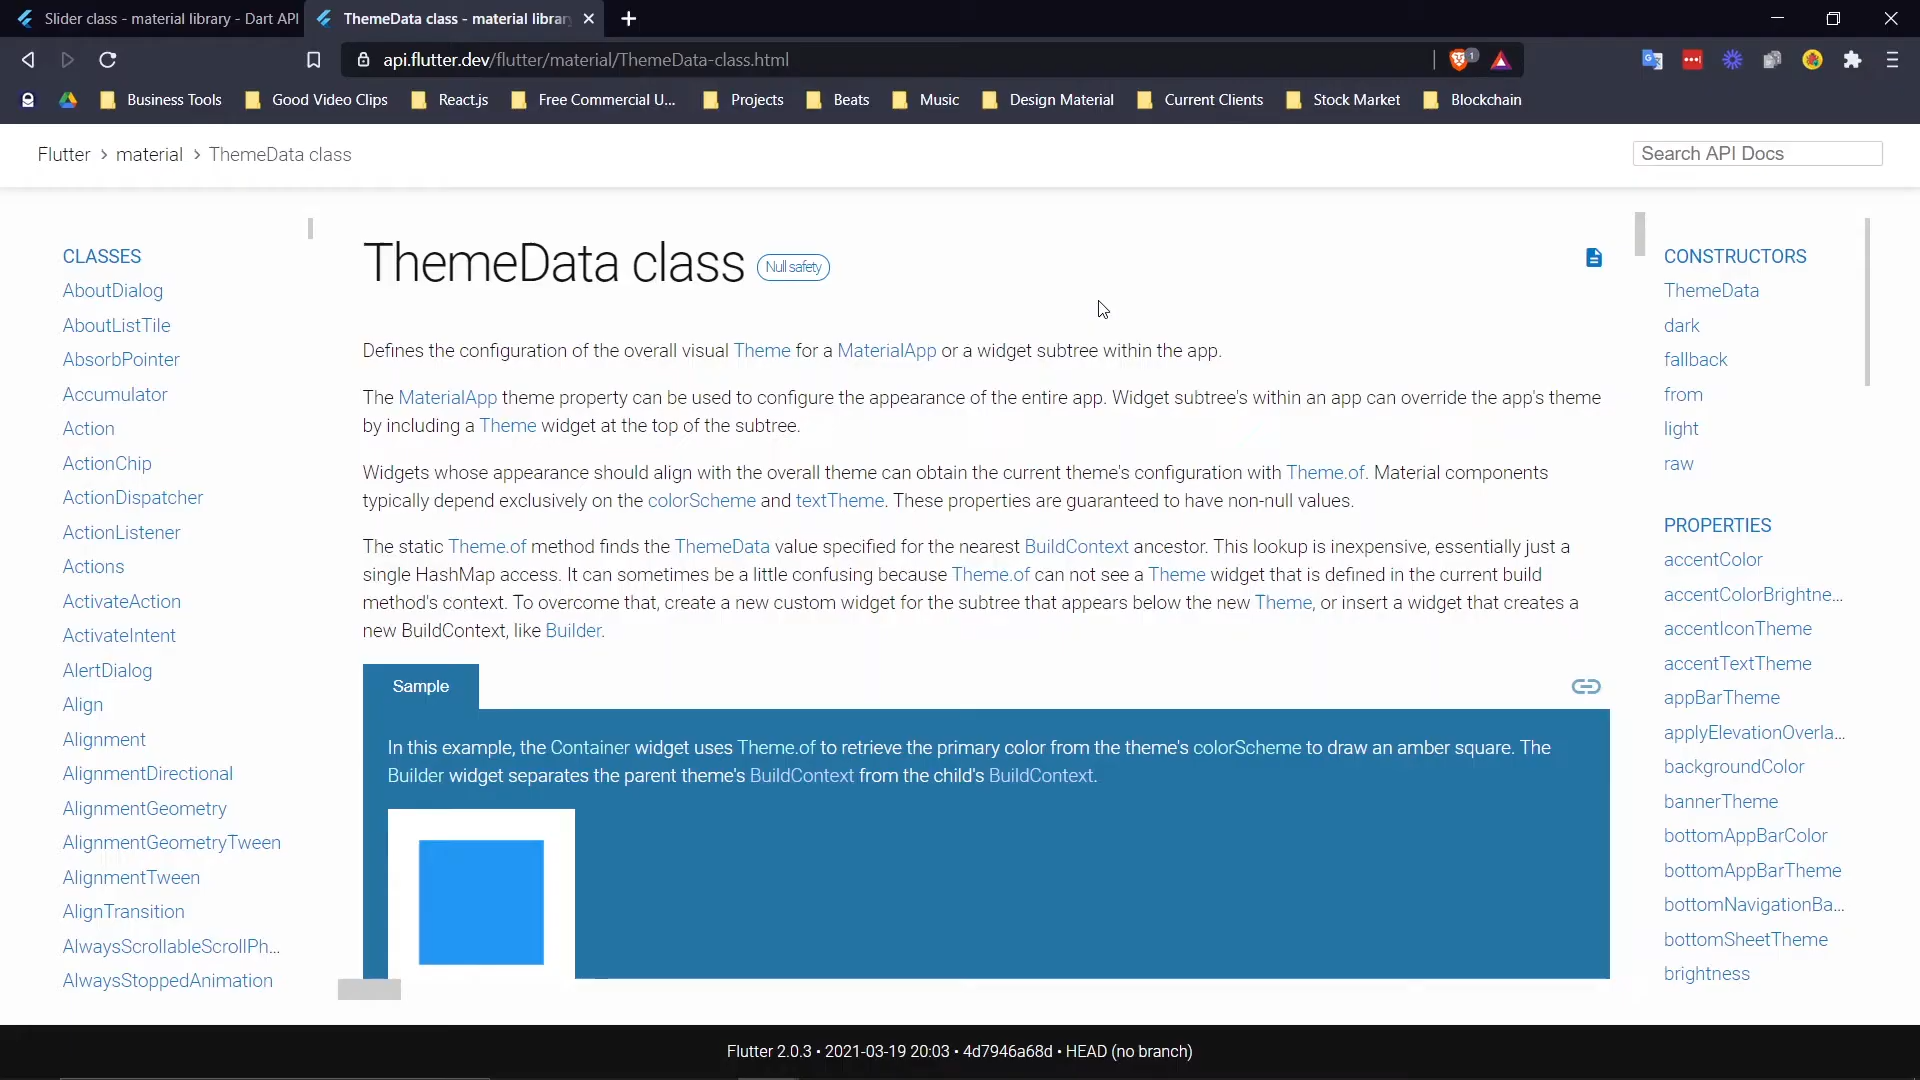 Slider class - material library - Dart API
ThemeData class - material librar
api.flutter.dev/flutter/material/ThemeData-class.html
1
Business Tools
Good Video Clips
React.js
Free Commercial U...
Projects
Beats
Music
Design Material
Current Clients
Stock Market
Blockchain
Flutter > material > ThemeData class
Search API Docs
CLASSES
AboutDialog
AboutListTile
AbsorbPointer
Accumulator
Action
ActionChip
ActionDispatcher
ActionListener
Actions
ActivateAction
ActivateIntent
AlertDialog
Align
Alignment
AlignmentDirectional
AlignmentGeometry
AlignmentGeometryTween
AlignmentTween
AlignTransition
AlwaysScrollableScrollPh...
AlwaysStoppedAnimation
ThemeData class Null safety
Defines the configuration of the overall visual Theme for a MaterialApp or a widget subtree within the app.
The MaterialApp theme property can be used to configure the appearance of the entire app. Widget subtree's within an app can override the app's theme
by including a Theme widget at the top of the subtree.
Widgets whose appearance should align with the overall theme can obtain the current theme's configuration with Theme.of. Material components
typically depend exclusively on the colorScheme and textTheme. These properties are guaranteed to have non-null values.
The static Theme.of method finds the ThemeData value specified for the nearest BuildContext ancestor. This lookup is inexpensive, essentially just a
single HashMap access. It can sometimes be a little confusing because Theme.of can not see a Theme widget that is defined in the current build
method's context. To overcome that, create a new custom widget for the subtree that appears below the new Theme, or insert a widget that creates a
new BuildContext, like Builder.
Sample
In this example, the Container widget uses Theme.of to retrieve the primary color from the theme's colorScheme to draw an amber square. The
Builder widget separates the parent theme's BuildContext from the child's BuildContext.
CONSTRUCTORS
ThemeData
dark
fallback
from
light
raw
PROPERTIES
accentColor
accentColorBrightne...
accentIconTheme
accentTextTheme
appBarTheme
applyElevationOverla...
backgroundColor
bannerTheme
bottomAppBarColor
bottomAppBarTheme
bottomNavigationBa...
bottomSheetTheme
brightness
Flutter 2.0.3 • 2021-03-19 20:03 • 4d7946a68d • HEAD (no branch)